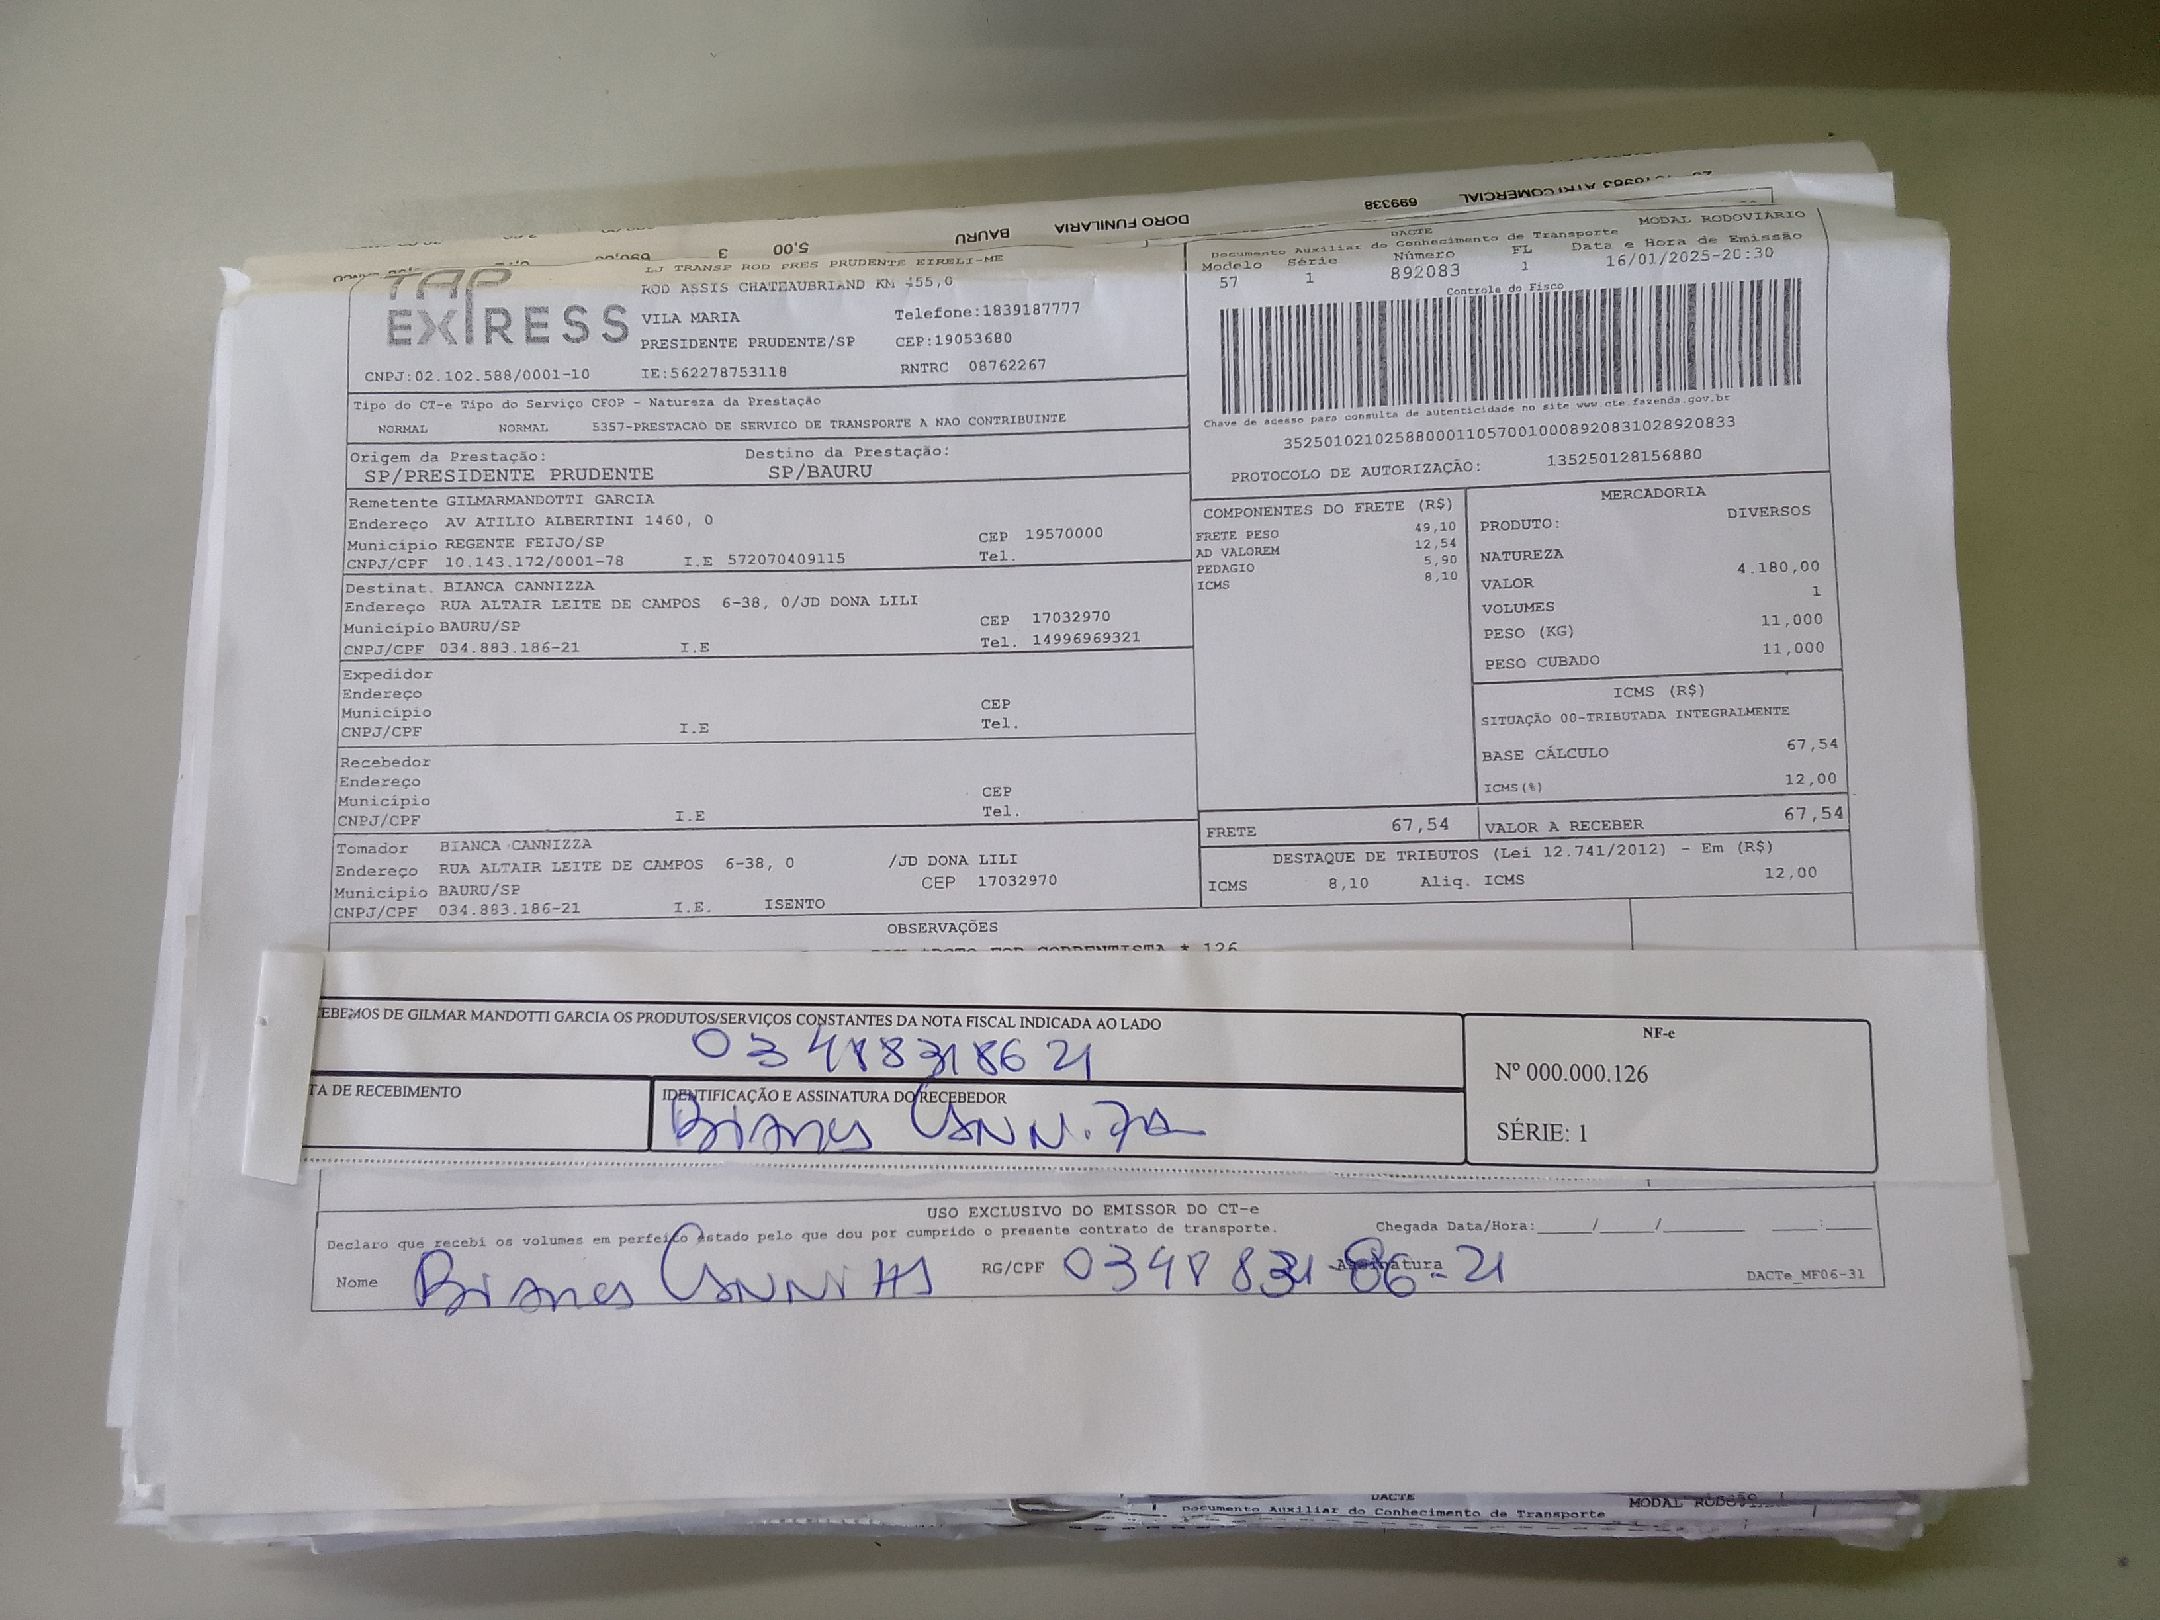 699338
DORO FUNILARIA
BAURU
3
5,00
TAP
EXPRESS
LJ TRANSP ROD PRES PRUDENTE EIRELI-ME
ROD ASSIS CHATEAUBRIAND KM 455,0
VILA MARIA Telefone:1839187777
PRESIDENTE PRUDENTE/SP CEP:19053680
CNPJ:02.102.588/0001-10 IE:562278753118 RNTRC 08762267
DACTE MODAL RODOVIARIO
Documento Auxiliar do Conhecimento de Transporte
Modelo Série Número FL Data e Hora de Emissão
57 1 892083 1 16/01/2025-20:30
Controle do Fisco
Chave de acesso para consulta de autenticidade no site www cte.fazenda.gov.br
35250102102588000110570010008920831028920833
PROTOCOLO DE AUTORIZAÇÃO: 135250128156880
Tipo do CT-e Tipo do Serviço CFOP - Natureza da Prestação
NORMAL NORMAL 5357-PRESTACAO DE SERVICO DE TRANSPORTE A NAO CONTRIBUINTE
Origem da Prestação: Destino da Prestação:
SP/PRESIDENTE PRUDENTE SP/BAURU
Remetente GILMARMANDOTTI GARCIA
Endereço AV ATILIO ALBERTINI 1460, 0
Município REGENTE FEIJO/SP CEP 19570000
CNPJ/CPF 10.143.172/0001-78 I.E 572070409115 Tel.
Destinat. BIANCA CANNIZZA
Endereço RUA ALTAIR LEITE DE CAMPOS 6-38, 0/JD DONA LILI
Município BAURU/SP CEP 17032970
CNPJ/CPF 034.883.186-21 I.E Tel. 14996969321
Expedidor
Endereço
Município CEP
CNPJ/CPF I.E Tel.
Recebedor
Endereço
Município CEP
CNPJ/CPF I.E Tel.
Tomador BIANCA CANNIZZA
Endereço RUA ALTAIR LEITE DE CAMPOS 6-38, 0 /JD DONA LILI
Município BAURU/SP CEP 17032970
CNPJ/CPF 034.883.186-21 I.E. ISENTO
COMPONENTES DO FRETE (R$)
FRETE PESO 49,10
AD VALOREM 12,54
PEDAGIO 5,90
ICMS 8,10
MERCADORIA
PRODUTO: DIVERSOS
NATUREZA
VALOR 4.180,00
VOLUMES 1
PESO (KG) 11,000
PESO CUBADO 11,000
ICMS (R$)
SITUAÇÃO 00-TRIBUTADA INTEGRALMENTE
BASE CÁLCULO 67,54
ICMS(%) 12,00
FRETE 67,54 VALOR A RECEBER 67,54
DESTAQUE DE TRIBUTOS (Lei 12.741/2012) - Em (R$)
ICMS 8,10 Aliq. ICMS 12,00
OBSERVAÇÕES
EBEMOS DE GILMAR MANDOTTI GARCIA OS PRODUTOS/SERVIÇOS CONSTANTES DA NOTA FISCAL INDICADA AO LADO
03488318621
TA DE RECEBIMENTO
IDENTIFICAÇÃO E ASSINATURA DO RECEBEDOR
NF-e
Nº 000.000.126
SÉRIE: 1
USO EXCLUSIVO DO EMISSOR DO CT-e
Declaro que recebi os volumes em perfeito estado pelo que dou por cumprido o presente contrato de transporte. Chegada Data/Hora:____/____/______ ____:____
Nome RG/CPF 0348831 86-21 Assinatura
DACTe_MF06-31
DACTE
Documento Auxiliar do Conhecimento de Transporte